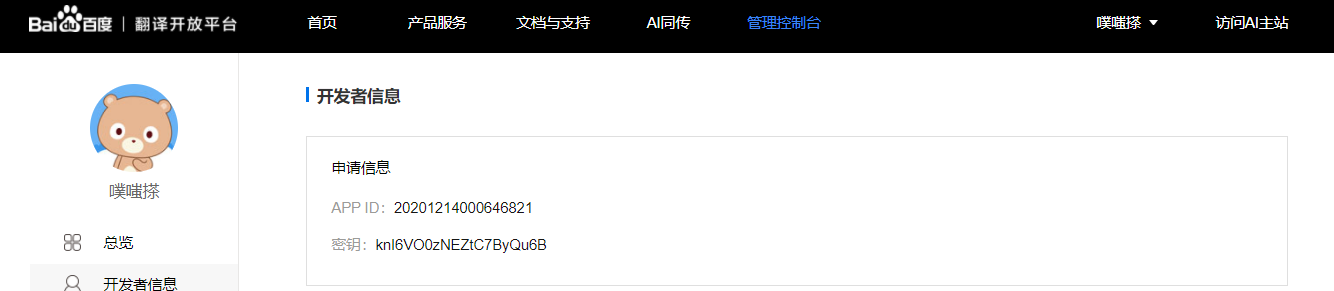 Bai百度 | 翻译开放平台 首页 产品服务 文档与支持 AI同传 管理控制台 噗嗤搽 访问AI主站
开发者信息
申请信息
APP ID：20201214000646821
密钥：knI6VO0zNEZtC7ByQu6B
噗嗤搽
总览
开发者信息